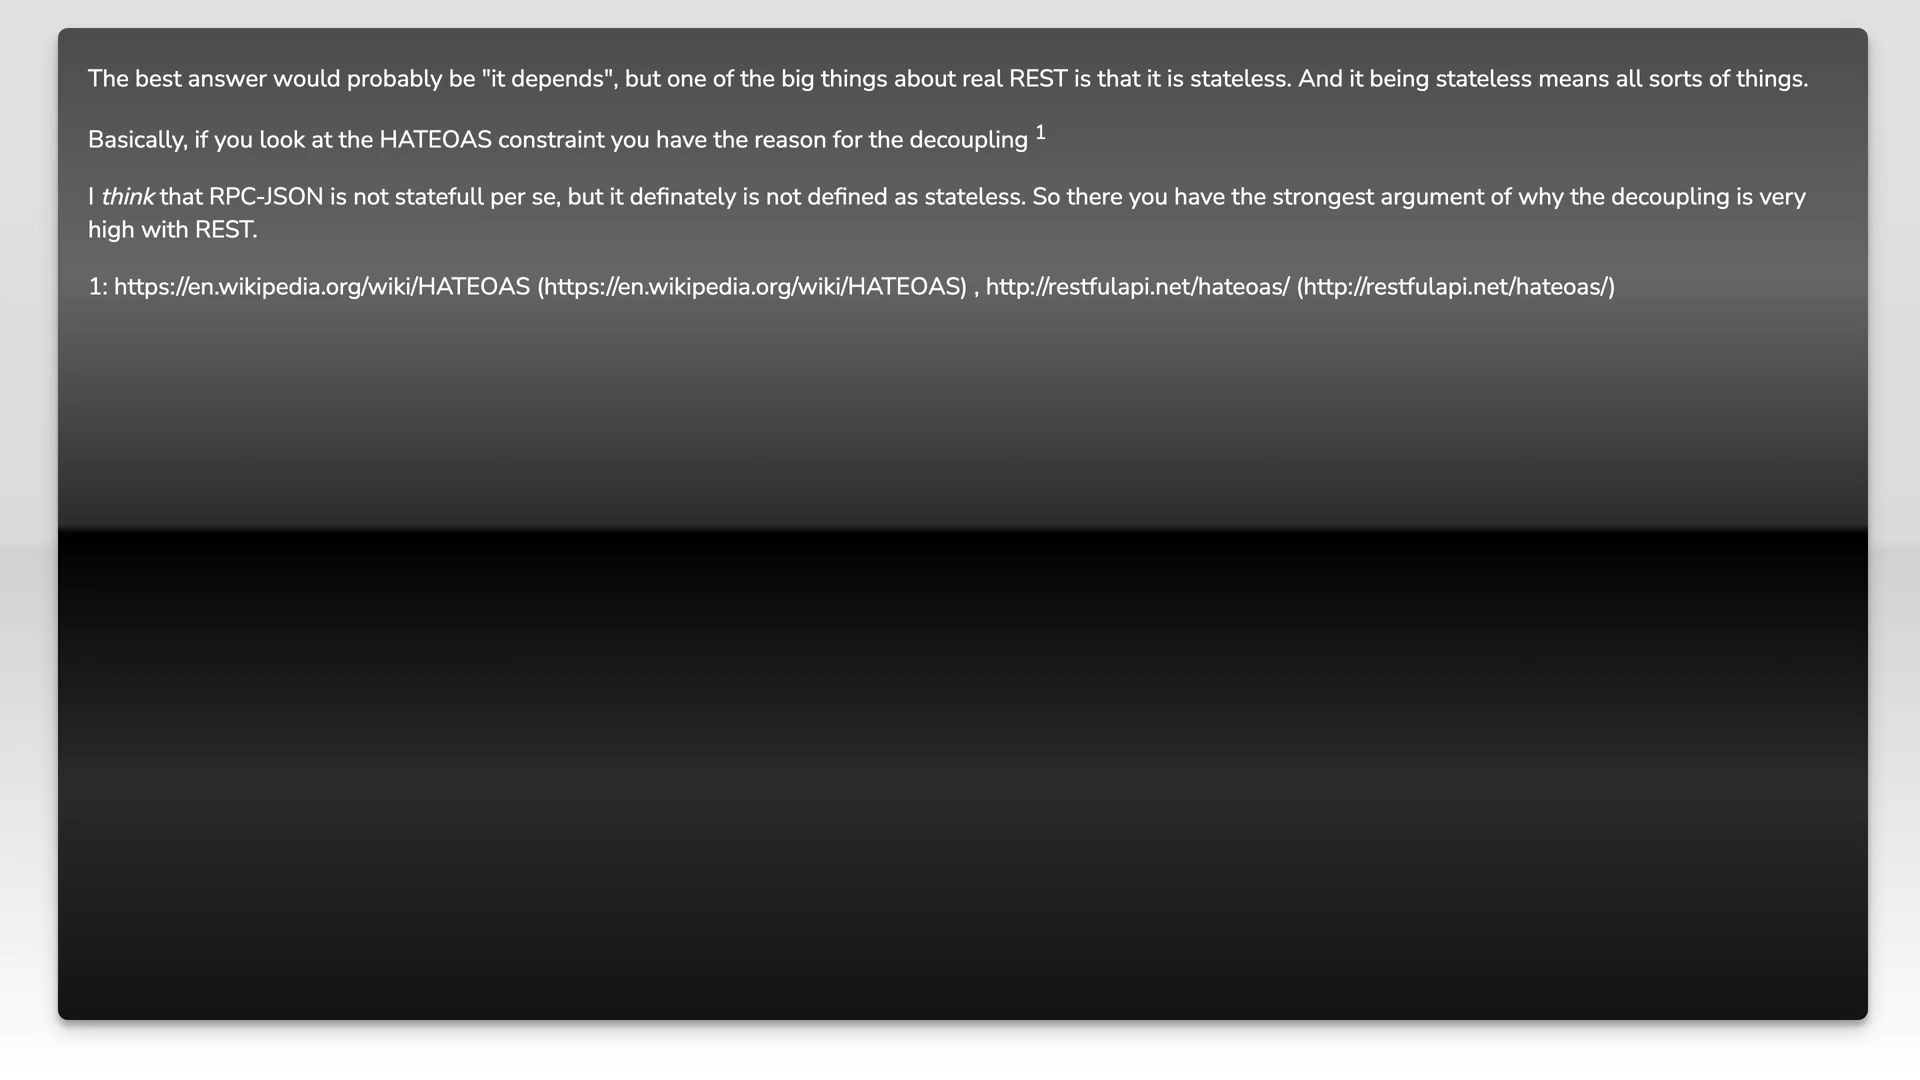 The best answer would probably be "it depends", but one of the big things about real REST is that it is stateless. And it being stateless means all sorts of things.
Basically, if you look at the HATEOAS constraint you have the reason for the decoupling 1
I think that RPC-JSON is not statefull per se, but it definately is not defined as stateless. So there you have the strongest argument of why the decoupling is very
high with REST.
1: https://en.wikipedia.org/wiki/HATEOAS (https://en.wikipedia.org/wiki/HATEOAS) , http://restfulapi.net/hateoas/ (http://restfulapi.net/hateoas/)